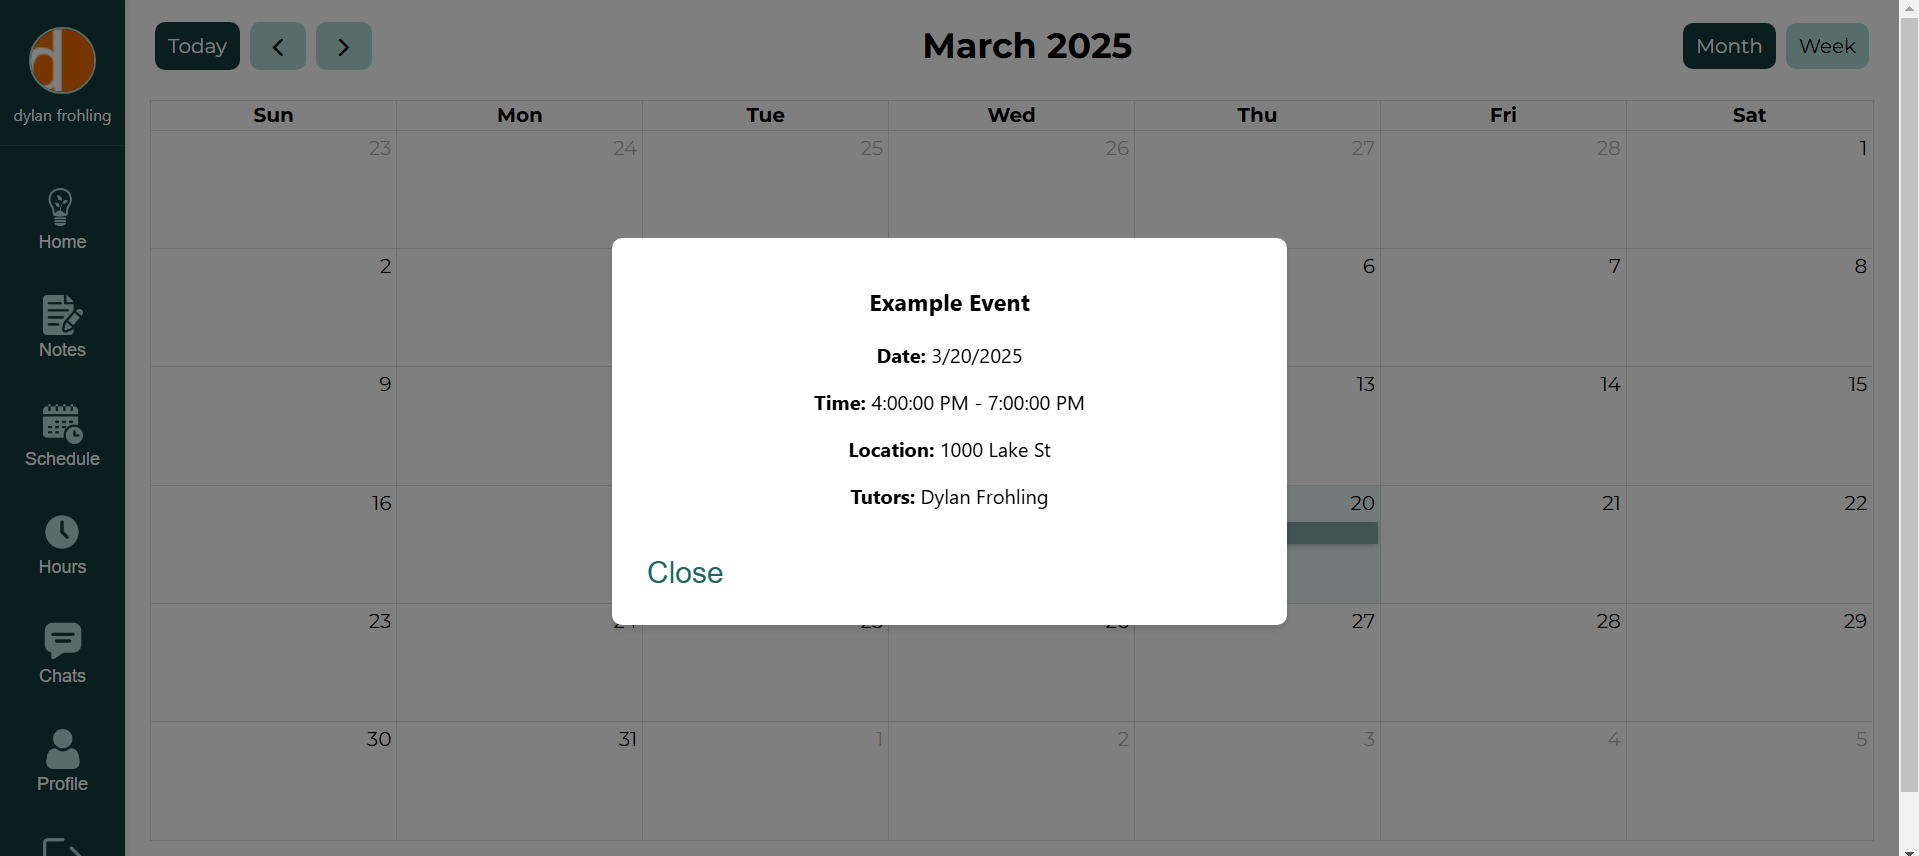 dylan frohling
Home
Notes
Schedule
Hours
Chats
Profile
Today
March 2025
Month Week
Sun Mon Tue Wed Thu Fri Sat
23 24 25 26 27 28 1
2 6 7 8
9 13 14 15
16 20 21 22
23 27 28 29
30 31 1 2 3 4 5
Example Event
Date: 3/20/2025
Time: 4:00:00 PM - 7:00:00 PM
Location: 1000 Lake St
Tutors: Dylan Frohling
Close